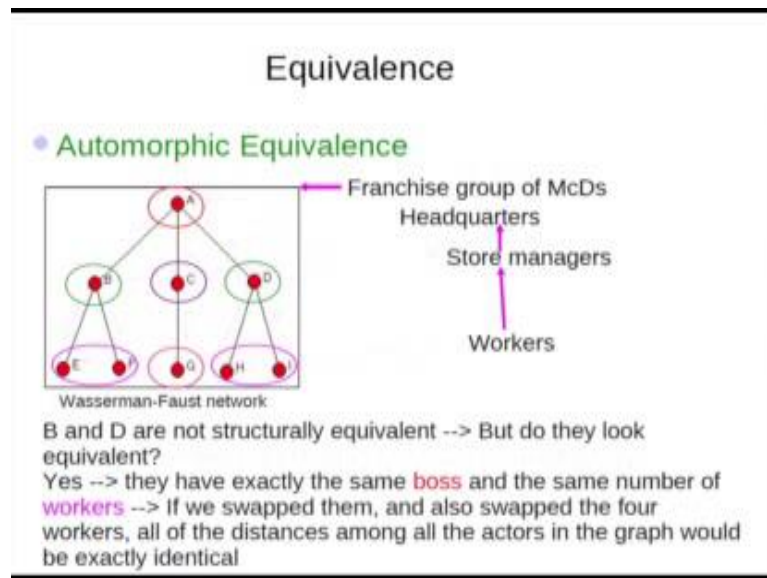 Equivalence
Automorphic Equivalence
Franchise group of McDs
Headquarters
Store managers
Workers
A
B
C
D
E
F
G
H
I
Wasserman-Faust network
B and D are not structurally equivalent --> But do they look
equivalent?
Yes --> they have exactly the same boss and the same number of
workers --> If we swapped them, and also swapped the four
workers, all of the distances among all the actors in the graph would
be exactly identical